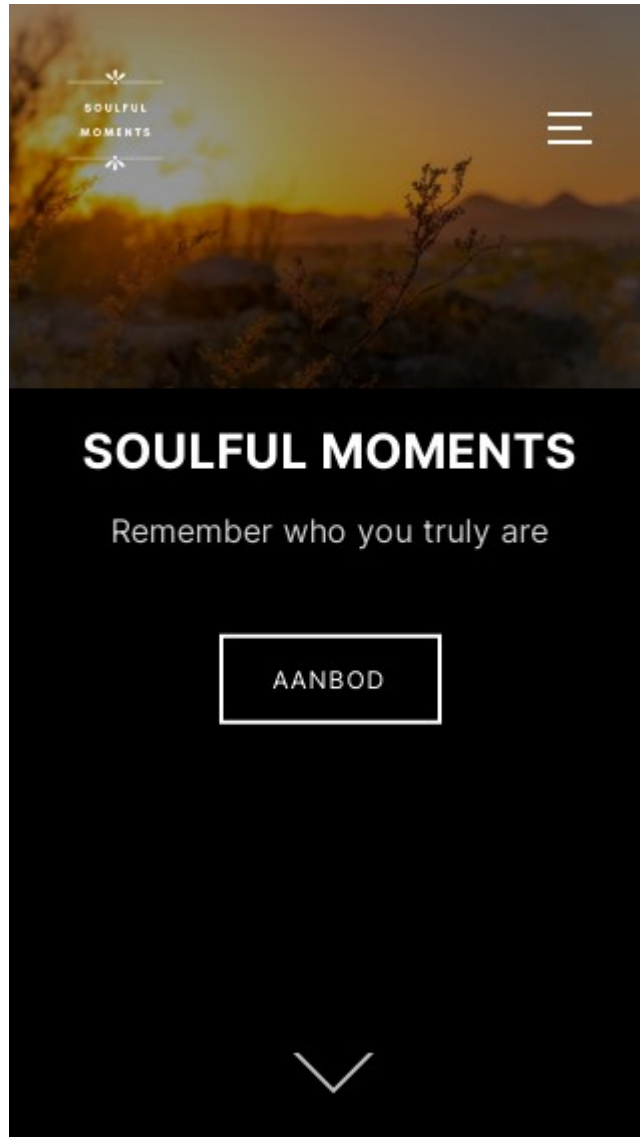 SOULFUL
MOMENTS
SOULFUL MOMENTS
Remember who you truly are
AANBOD